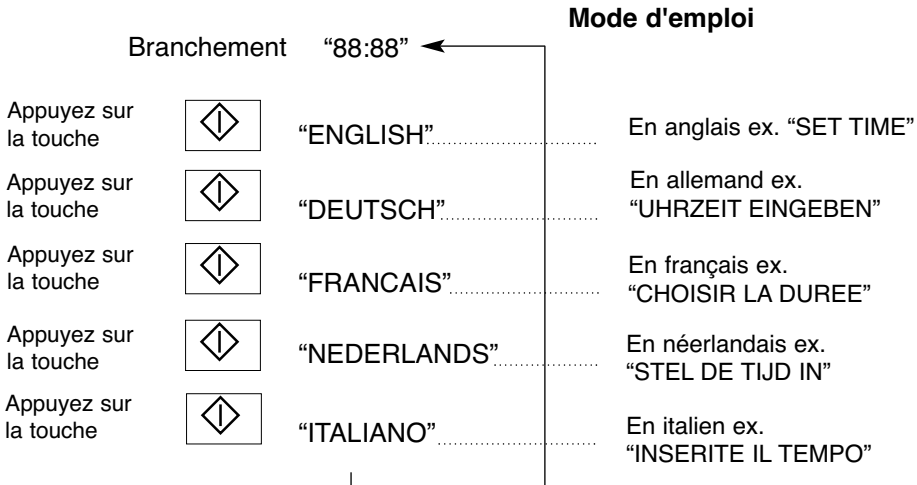 Mode d'emploi
Branchement “88:88”
Appuyez sur
la touche
“ENGLISH”
En anglais ex. “SET TIME”
Appuyez sur
la touche
“DEUTSCH”
En allemand ex.
“UHRZEIT EINGEBEN”
Appuyez sur
la touche
“FRANCAIS”
En français ex.
“CHOISIR LA DUREE”
Appuyez sur
la touche
“NEDERLANDS”
En néerlandais ex.
“STEL DE TIJD IN”
Appuyez sur
la touche
“ITALIANO”
En italien ex.
“INSERITE IL TEMPO”